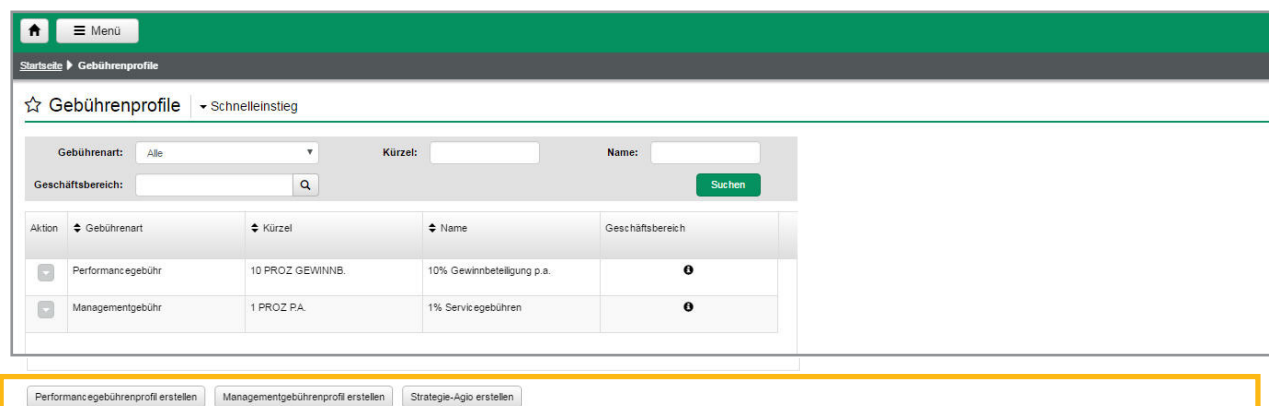 Menü
Startseite Gebührenprofile
Gebührenprofile Schnelleinstieg
Gebührenart: Alle Kürzel: Name:
Geschäftsbereich: Suchen
Aktion Gebührenart Kürzel Name Geschäftsbereich
Performancegebühr 10 PROZ GEWINNB. 10% Gewinnbeteiligung p.a.
Managementgebühr 1 PROZ P.A. 1% Servicegebühren
Performancegebührenprofil erstellen Managementgebührenprofil erstellen Strategie-Agio erstellen